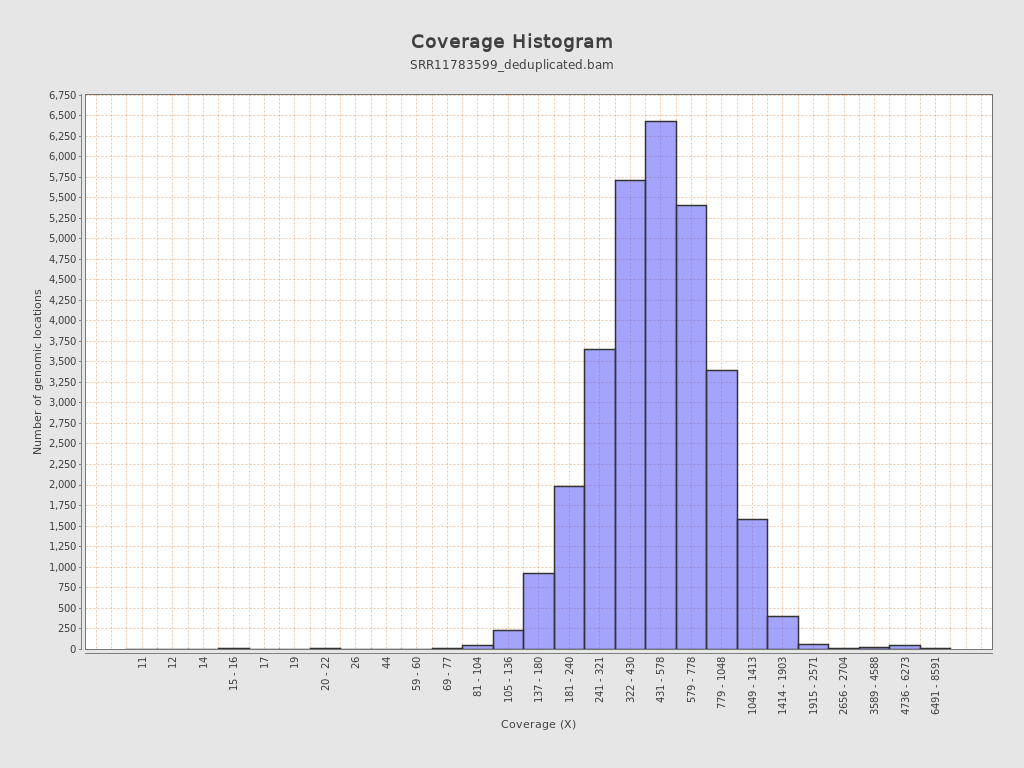 Coverage Histogram
SRR11783599_deduplicated.bam
6,750
6,500
6,250
6,000
5,750
5,500
5,250
5,000
4,750
4,500
4,250
4,000
3,750
3,500
3,250
3,000
2,750
2,500
2,250
2,000
1,750
1,500
1,250
1,000
750
500
250
0
Number of genomic locations
11
12
14
15 - 16
17
19
20 - 22
26
44
59 - 60
69 - 77
81 - 104
105 - 136
137 - 180
181 - 240
241 - 321
322 - 430
431 - 578
579 - 778
779 - 1048
1049 - 1413
1414 - 1903
1915 - 2571
2656 - 2704
3589 - 4588
4736 - 6273
6491 - 8591
Coverage (X)